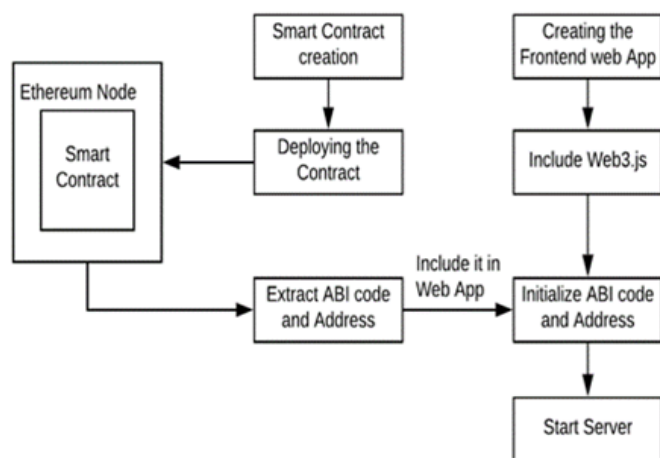 Smart Contract
creation
Creating the
Frontend web App
Ethereum Node
Smart
Contract
Deploying the
Contract
Include Web3.js
Include it in
Web App
Extract ABI code
and Address
Initialize ABI code
and Address
Start Server